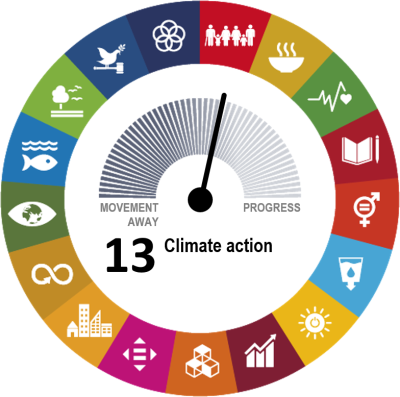 MOVEMENT
AWAY
PROGRESS
13 Climate action